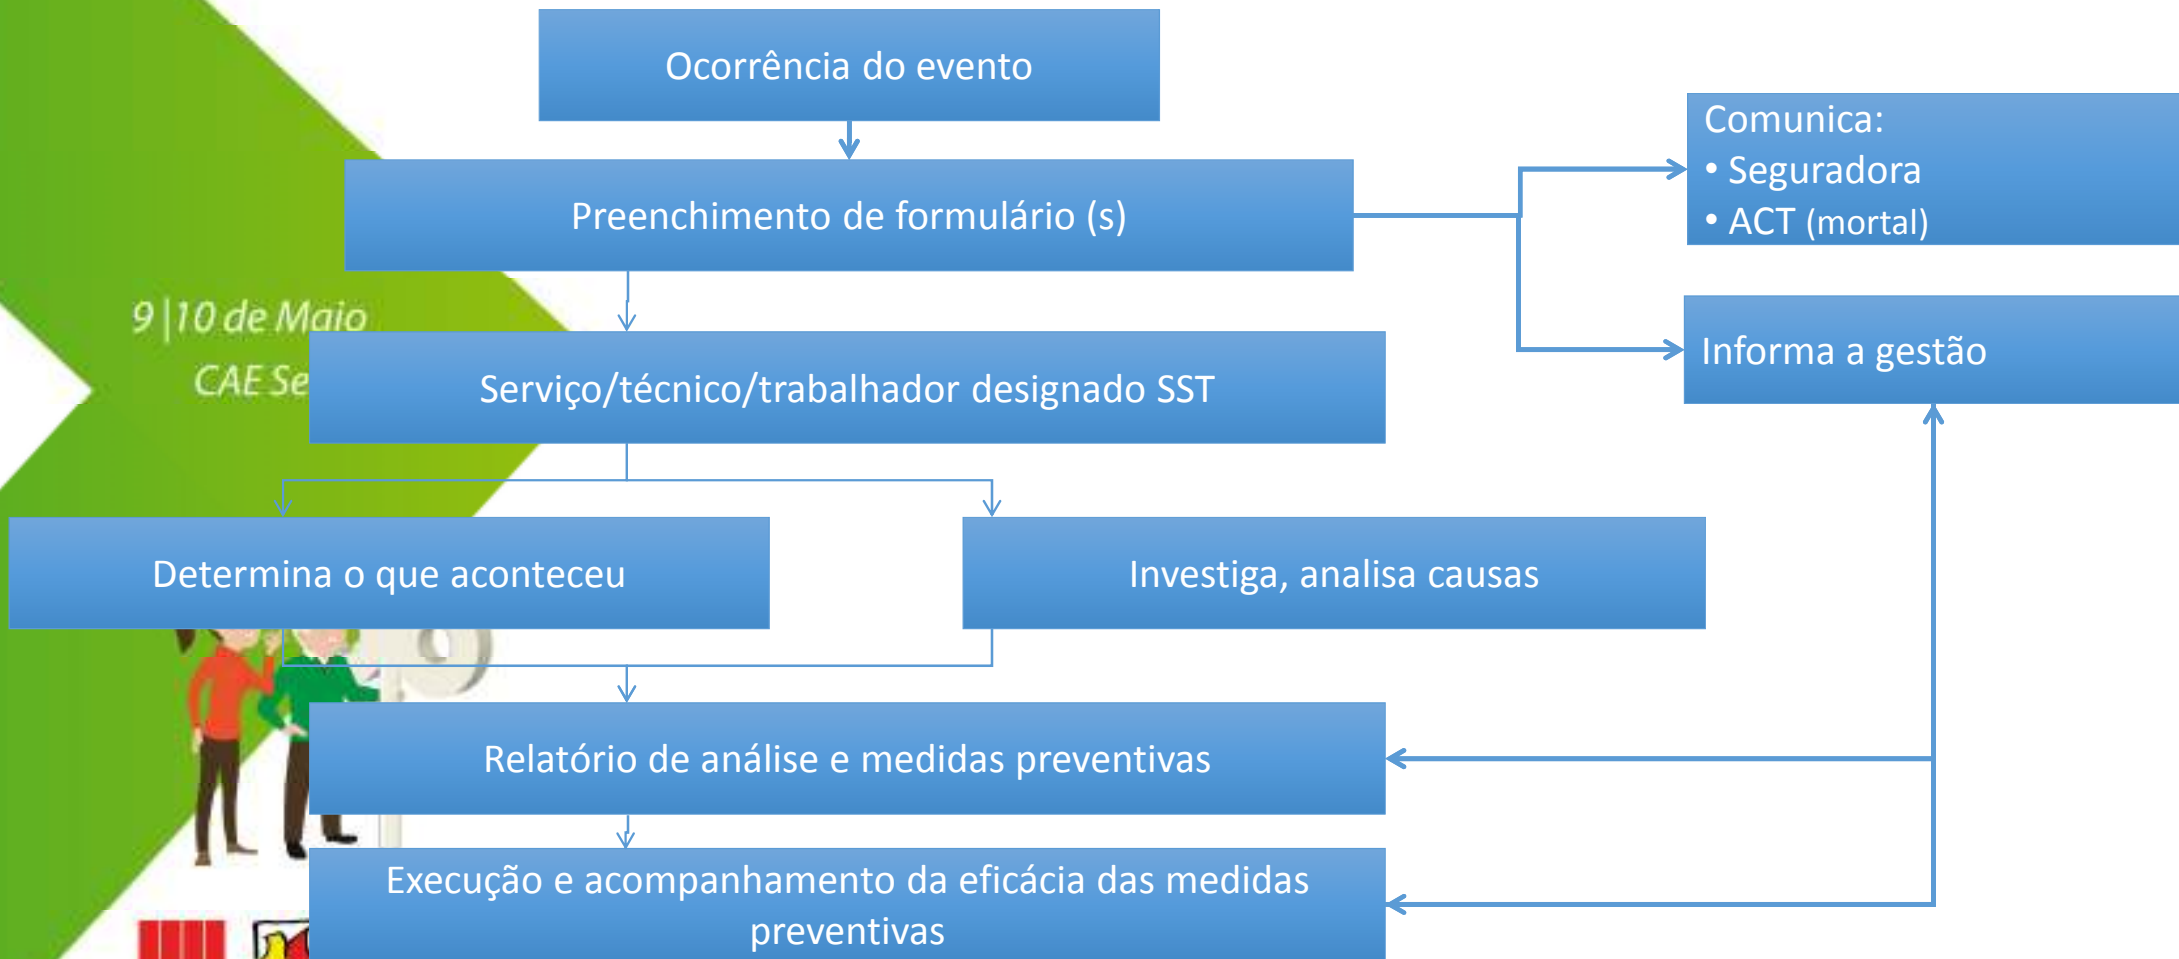 Ocorrência do evento
Comunica:
• Seguradora
• ACT (mortal)
Preenchimento de formulário (s)
Informa a gestão
9|10 de Maio
CAE
Serviço/técnico/trabalhador designado SST
Determina o que aconteceu
Investiga, analisa causas
Relatório de análise e medidas preventivas
Execução e acompanhamento da eficácia das medidas
preventivas